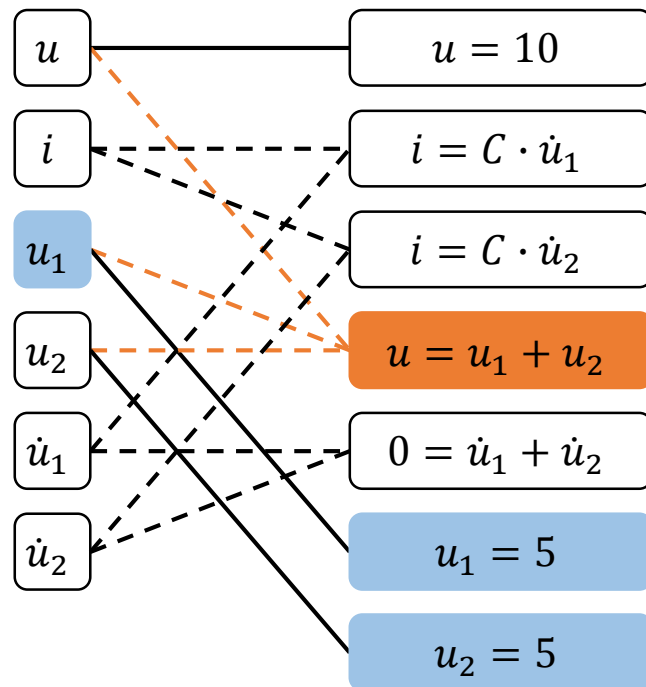 u
u = 10
i
i = C · u̇₁
u₁
i = C · u̇₂
u₂
u = u₁ + u₂
u̇₁
0 = u̇₁ + u̇₂
u̇₂
u₁ = 5
u₂ = 5